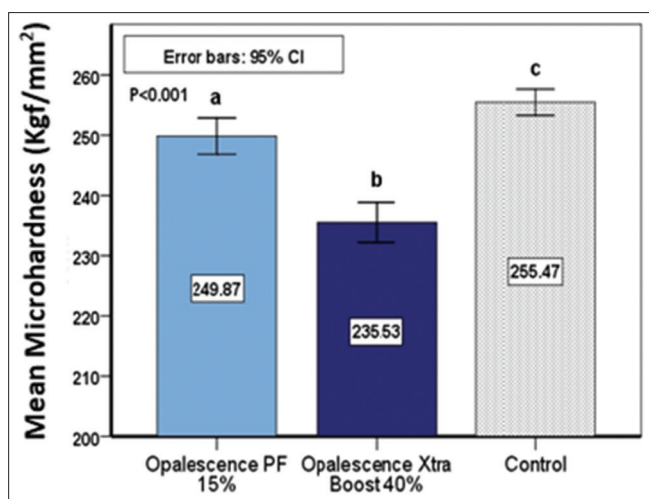 Mean Microhardness (Kgf/mm²)
260
250
240
230
220
210
200
Error bars: 95% CI
P<0.001
a
b
c
249.87
235.53
255.47
Opalescence PF
15%
Opalescence Xtra
Boost 40%
Control